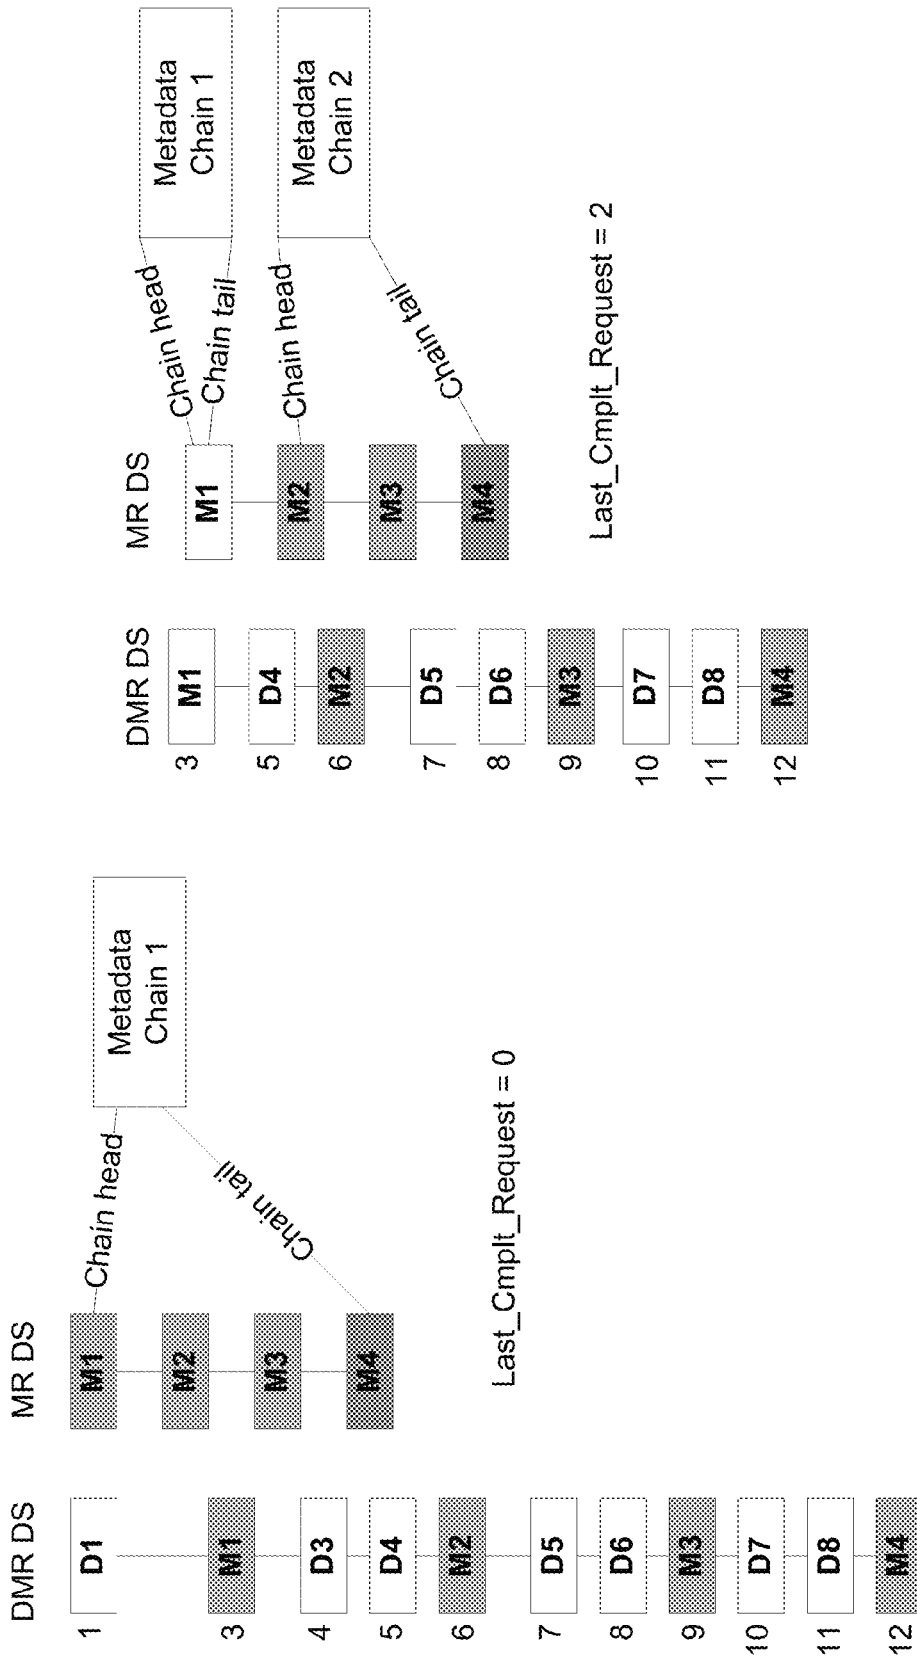 DMR DS
1
D1
3
M1
4
D3
5
D4
6
M2
7
D5
8
D6
9
M3
10
D7
11
D8
12
M4
MR DS
M1
M2
M3
M4
Chain head
Chain tail
Metadata
Chain 1
Last_Cmplt_Request = 0
DMR DS
3
M1
5
D4
6
M2
7
D5
8
D6
9
M3
10
D7
11
D8
12
M4
MR DS
M1
M2
M3
M4
Chain head
Chain tail
Chain head
Chain tail
Metadata
Chain 1
Metadata
Chain 2
Last_Cmplt_Request = 2